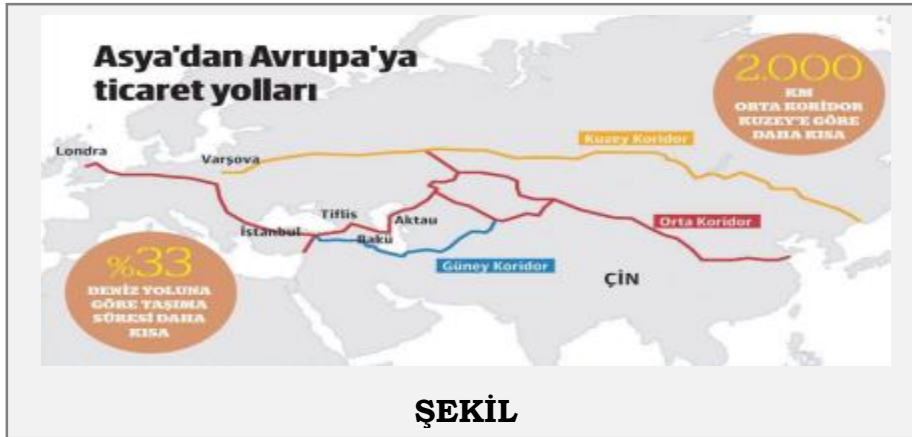 Asya'dan Avrupa'ya
ticaret yolları
2.000
KM
ORTA KORİDOR
KUZEY'E GÖRE
DAHA KISA
Kuzey Koridor
Londra
Varşova
Tiflis
Aktau
İstanbul
Bakü
Orta Koridor
Güney Koridor
ÇİN
%33
DENİZ YOLUNA
GÖRE TAŞIMA
SÜRESİ DAHA
KISA
ŞEKİL